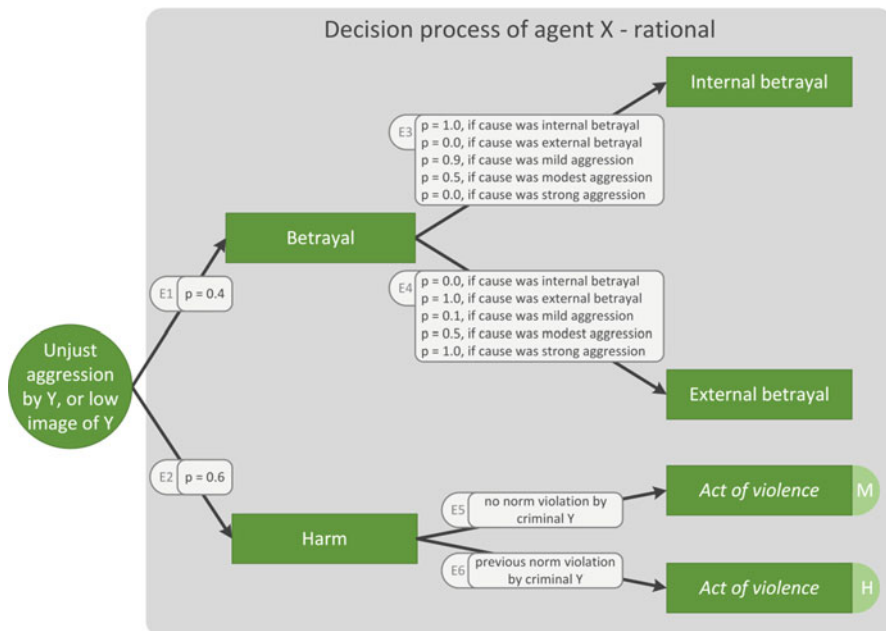 Decision process of agent X - rational
Internal betrayal
E3
p = 1.0, if cause was internal betrayal
p = 0.0, if cause was external betrayal
p = 0.9, if cause was mild aggression
p = 0.5, if cause was modest aggression
p = 0.0, if cause was strong aggression
Betrayal
E1
p = 0.4
E4
p = 0.0, if cause was internal betrayal
p = 1.0, if cause was external betrayal
p = 0.1, if cause was mild aggression
p = 0.5, if cause was modest aggression
p = 1.0, if cause was strong aggression
Unjust
aggression
by Y, or low
image of Y
External betrayal
E2
p = 0.6
Harm
E5
no norm violation by
criminal Y
Act of violence
M
E6
previous norm violation
by criminal Y
Act of violence
H